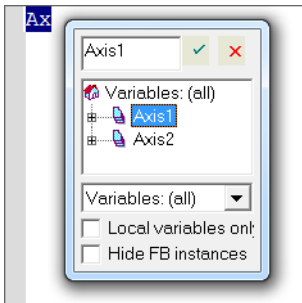 Ax
Axis1
Variables: (all)
Axis1
Axis2
Variables: (all)
Local variables onl
Hide FB instances